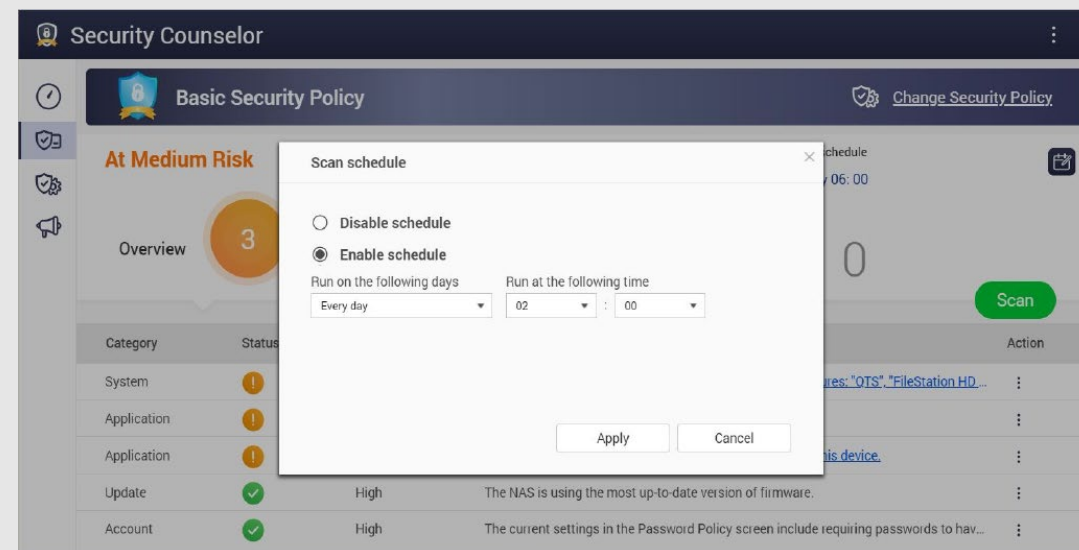 Security Counselor
Basic Security Policy
Change Security Policy
At Medium Risk
Scan schedule
chedule
06: 00
Disable schedule
Overview
3
Enable schedule
0
Run on the following days
Run at the following time
Every day
02
:
00
Scan
Category
Status
Action
System
res: "QTS", "FileStation HD ...
Application
Apply
Cancel
Application
his device.
Update
High
The NAS is using the most up-to-date version of firmware.
Account
High
The current settings in the Password Policy screen include requiring passwords to hav...